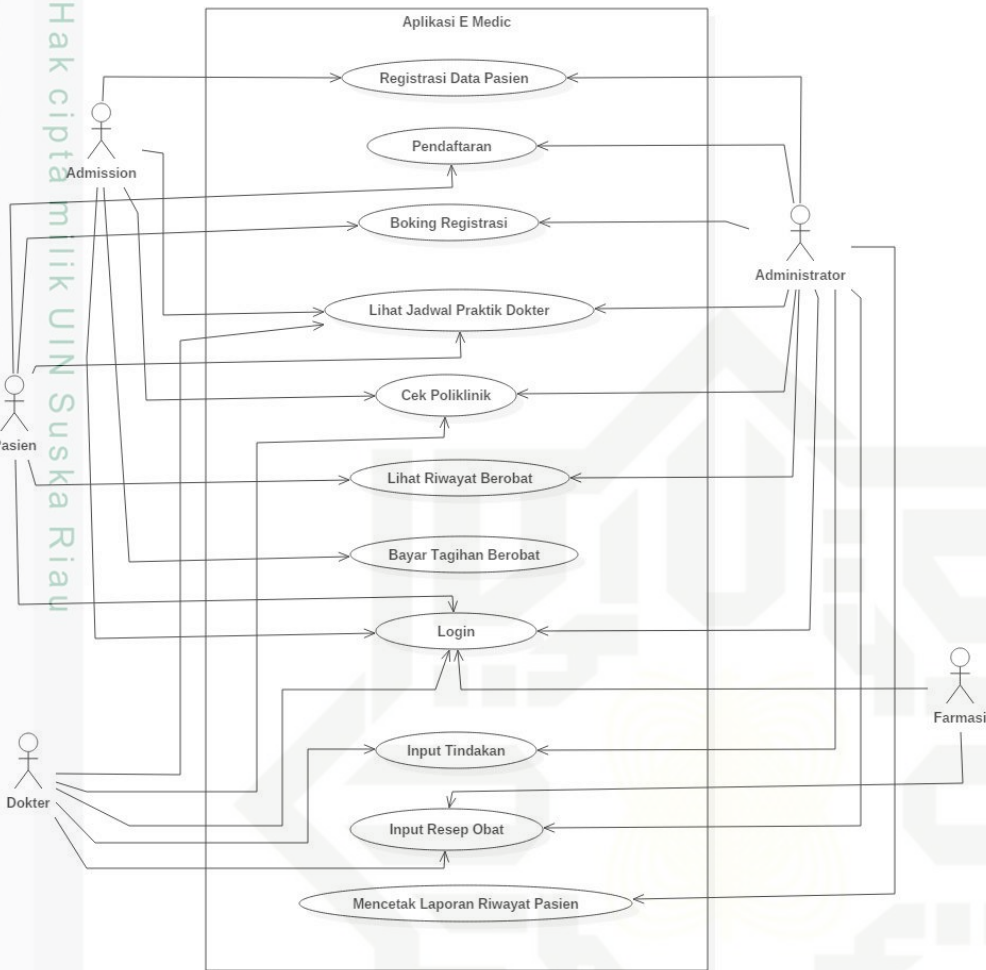 Hak cipta milik UIN Suska Riau
Aplikasi E Medic
Registrasi Data Pasien
Pendaftaran
Admission
Boking Registrasi
Administrator
Lihat Jadwal Praktik Dokter
Cek Poliklinik
Pasien
Lihat Riwayat Berobat
Bayar Tagihan Berobat
Login
Farmasi
Input Tindakan
Dokter
Input Resep Obat
Mencetak Laporan Riwayat Pasien